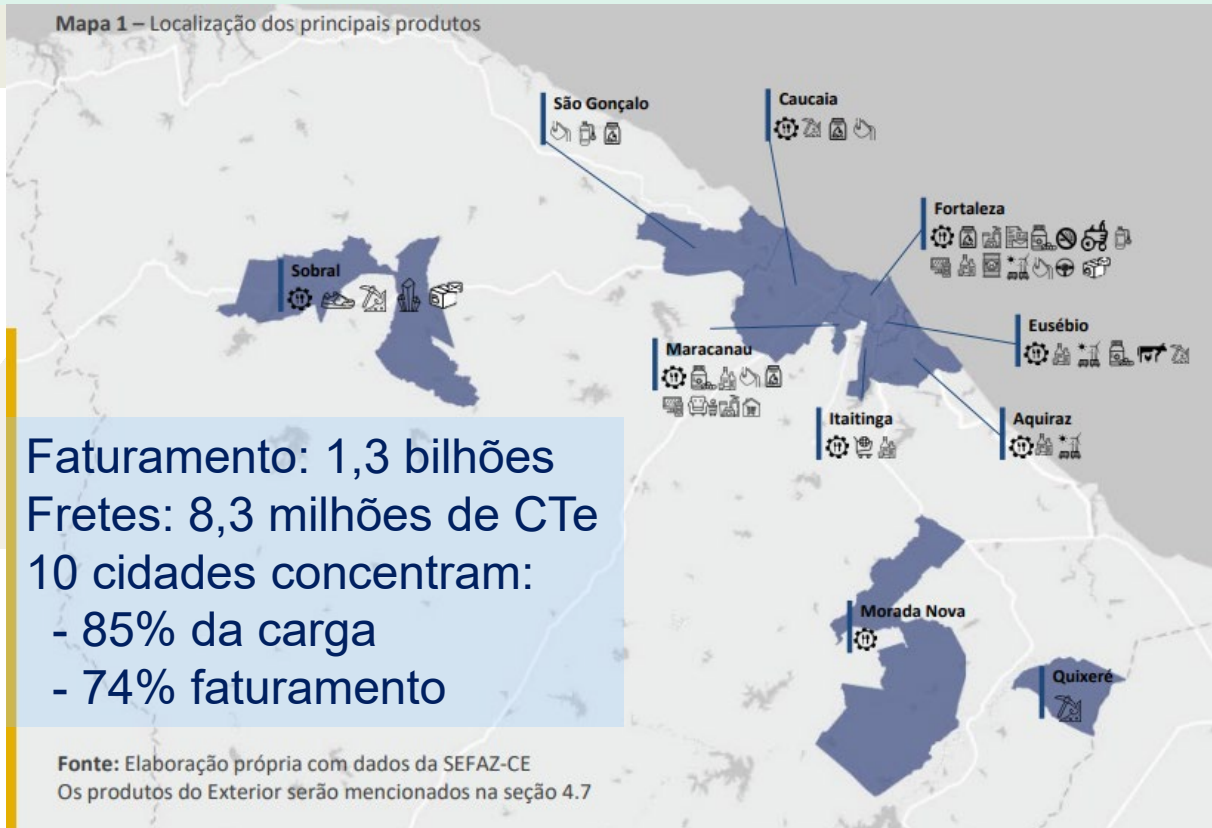 Mapa 1 – Localização dos principais produtos
São Gonçalo
Caucaia
Fortaleza
Sobral
Eusébio
Maracanau
Itaitinga
Aquiraz
Faturamento: 1,3 bilhões
Fretes: 8,3 milhões de CTe
10 cidades concentram:
- 85% da carga
- 74% faturamento
Morada Nova
Quixeré
Fonte: Elaboração própria com dados da SEFAZ-CE
Os produtos do Exterior serão mencionados na seção 4.7